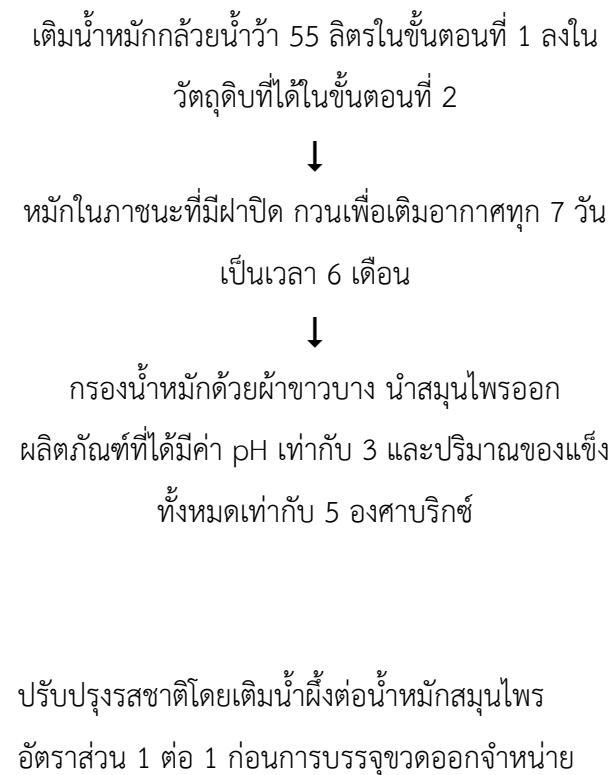 เติมน้ำหมักกล้วยน้ำว้า 55 ลิตรในขั้นตอนที่ 1 ลงใน
วัตถุดิบที่ได้ในขั้นตอนที่ 2
↓
หมักในภาชนะที่มีฝาปิด กวนเพื่อเติมอากาศทุก 7 วัน
เป็นเวลา 6 เดือน
↓
กรองน้ำหมักด้วยผ้าขาวบาง นำสมุนไพรออก
ผลิตภัณฑ์ที่ได้มีค่า pH เท่ากับ 3 และปริมาณของแข็ง
ทั้งหมดเท่ากับ 5 องศาบริกซ์
ปรับปรุงรสชาติโดยเติมน้ำผึ้งต่อน้ำหมักสมุนไพร
อัตราส่วน 1 ต่อ 1 ก่อนการบรรจุขวดออกจำหน่าย